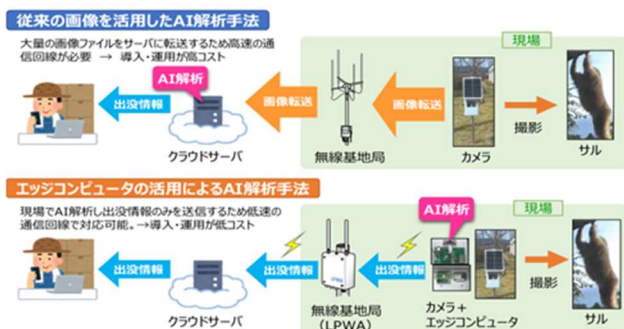 従来の画像を活用したAI解析手法
大量の画像ファイルをサーバに転送するため高速の通
信回線が必要 → 導入・運用が高コスト
現場
AI解析
出没情報
画像転送
画像転送
撮影
クラウドサーバ
無線基地局
カメラ
サル
エッジコンピュータの活用によるAI解析手法
現場でAI解析し出没情報のみを送信するため低速の
通信回線で対応可能。→導入・運用が低コスト
AI解析
現場
出没情報
出没情報
出没情報
撮影
クラウドサーバ
無線基地局
(LPWA)
カメラ+
エッジコンピュータ
サル